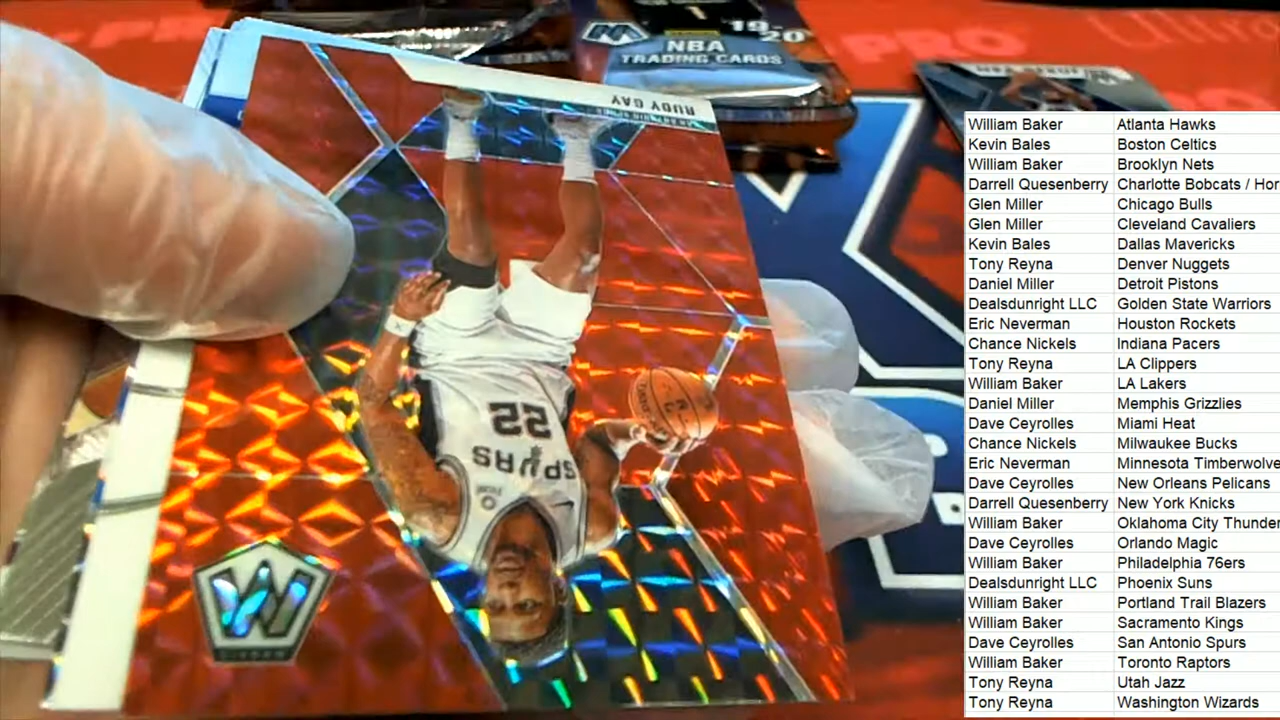 1
19-20
NBA
TRADING CARDS
PRO
RUDY GAY
SAN ANTONIO SPURS
22
SPURS
MOSAIC
William Baker Atlanta Hawks
Kevin Bales Boston Celtics
William Baker Brooklyn Nets
Darrell Quesenberry Charlotte Bobcats / Hor
Glen Miller Chicago Bulls
Glen Miller Cleveland Cavaliers
Kevin Bales Dallas Mavericks
Tony Reyna Denver Nuggets
Daniel Miller Detroit Pistons
Dealsdunright LLC Golden State Warriors
Eric Neverman Houston Rockets
Chance Nickels Indiana Pacers
Tony Reyna LA Clippers
William Baker LA Lakers
Daniel Miller Memphis Grizzlies
Dave Ceyrolles Miami Heat
Chance Nickels Milwaukee Bucks
Eric Neverman Minnesota Timberwolve
Dave Ceyrolles New Orleans Pelicans
Darrell Quesenberry New York Knicks
William Baker Oklahoma City Thunder
Dave Ceyrolles Orlando Magic
William Baker Philadelphia 76ers
Dealsdunright LLC Phoenix Suns
William Baker Portland Trail Blazers
William Baker Sacramento Kings
Dave Ceyrolles San Antonio Spurs
William Baker Toronto Raptors
Tony Reyna Utah Jazz
Tony Reyna Washington Wizards